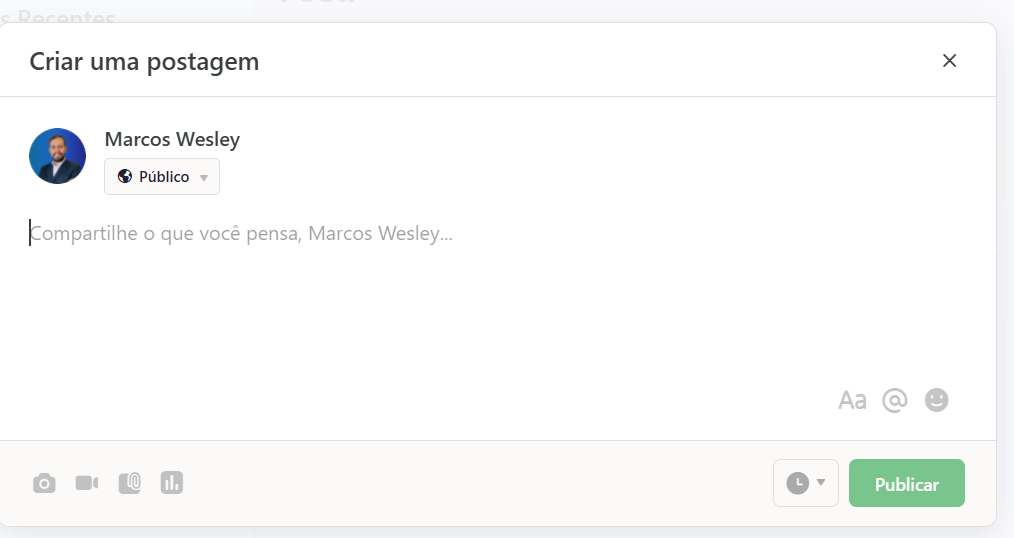 s Recentes
Criar uma postagem
Marcos Wesley
Público
Compartilhe o que você pensa, Marcos Wesley...
Aa @
Publicar